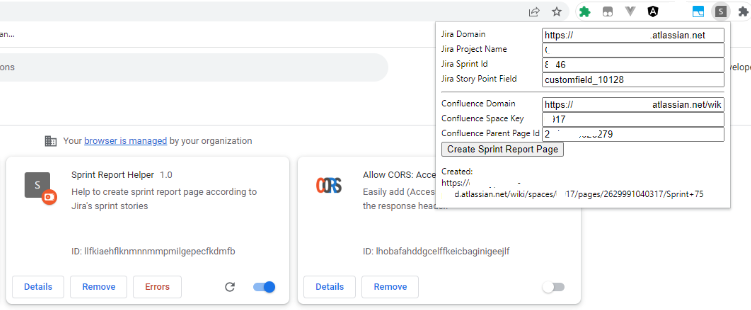 an...
ons
evelope
Jira Domain https:// .atlassian.net
Jira Project Name
Jira Sprint Id 8 46
Jira Story Point Field customfield_10128
Confluence Domain https:// atlassian.net/wik
Confluence Space Key 917
Confluence Parent Page Id 2 279
Create Sprint Report Page
Created:
https://
d.atlassian.net/wiki/spaces/ 17/pages/2629991040317/Sprint+75
Your browser is managed by your organization
S
Sprint Report Helper 1.0
Help to create sprint report page according to
Jira's sprint stories
ID: llfkiaehflknmnnmmpmilgepecfkdmfb
Details Remove Errors
CORS
Allow CORS: Acce
Easily add (Acces
the response head
ID: lhobafahddgcelffkeicbaginigeejlf
Details Remove